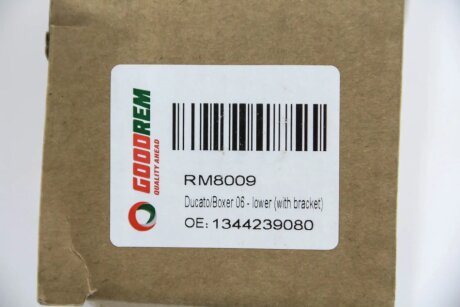 GOODREM
QUALITY AHEAD
RM8009
Ducato/Boxer 06 - lower (with bracket)
OE: 1344239080